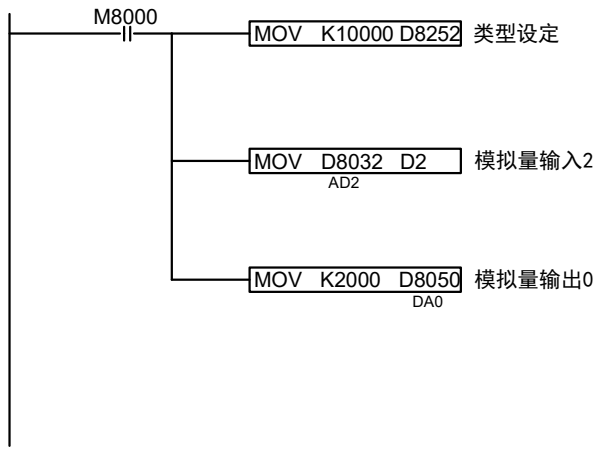 M8000
MOV K10000 D8252 类型设定
MOV D8032 D2 模拟量输入2
AD2
MOV K2000 D8050 模拟量输出0
DA0